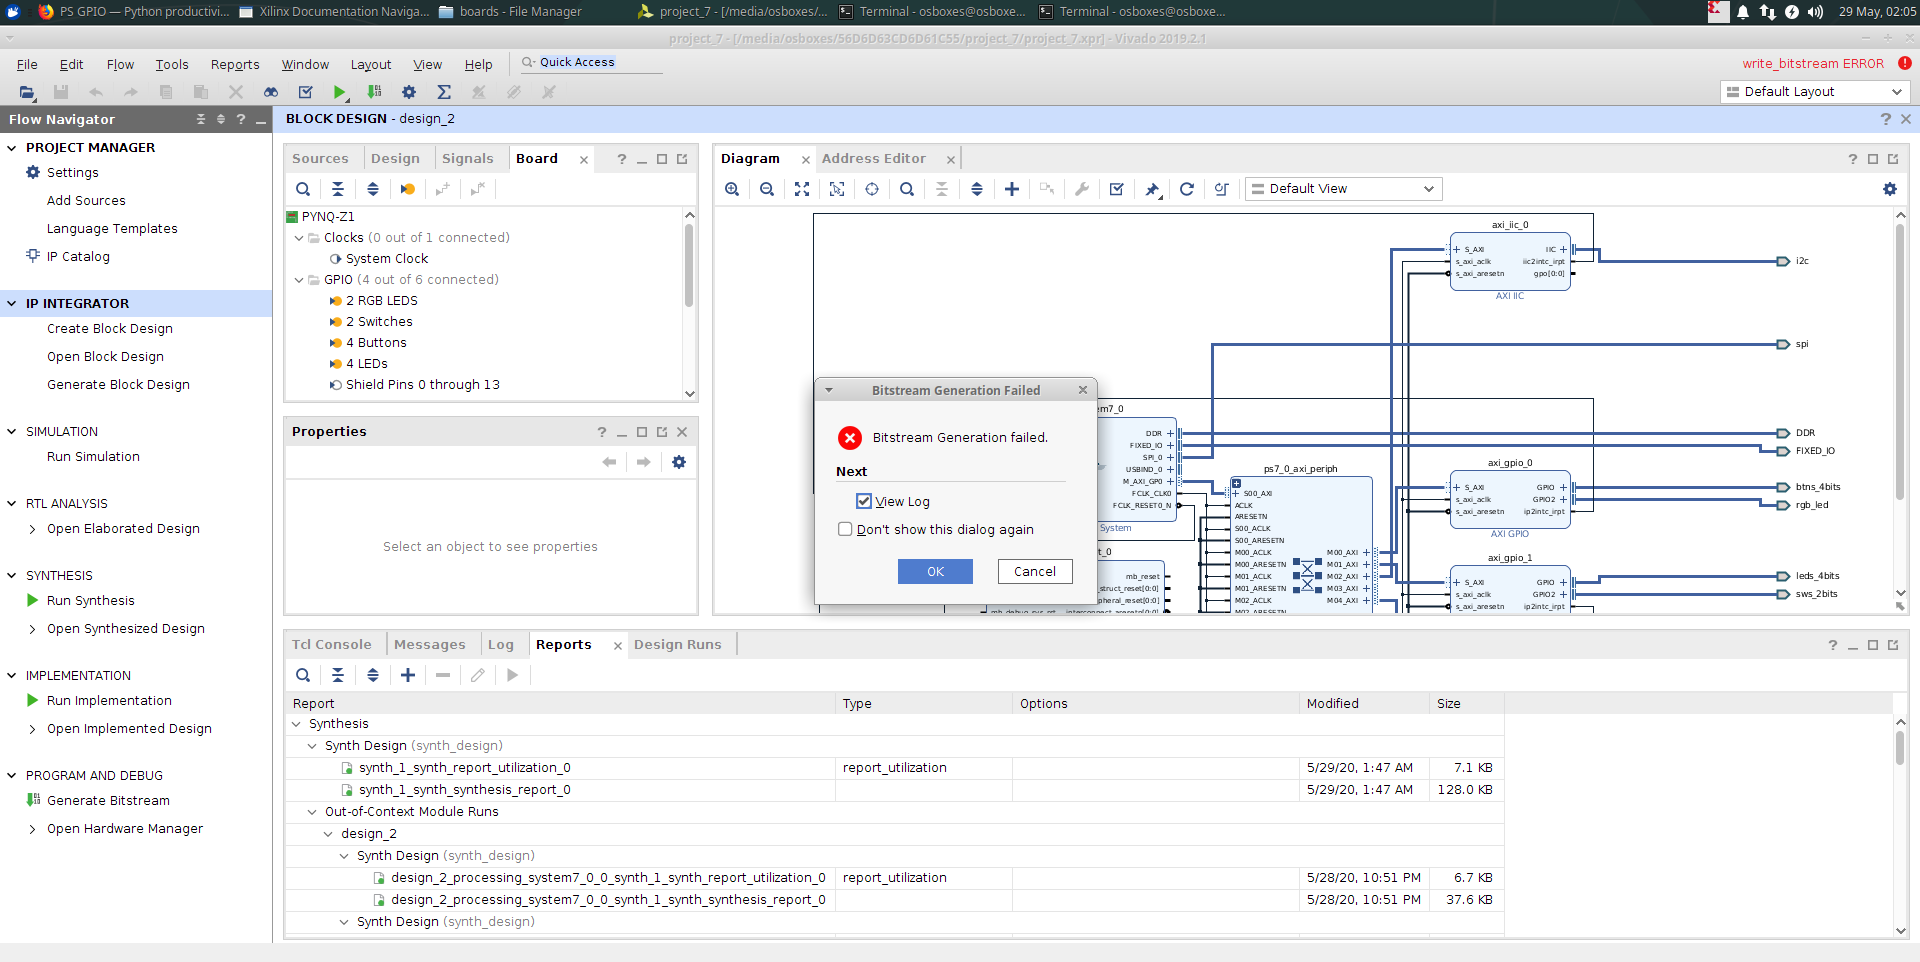 PS GPIO — Python productivi...
Xilinx Documentation Naviga...
boards - File Manager
project_7 - [/media/osboxes/...
Terminal - osboxes@osboxe...
Terminal - osboxes@osboxe...
29 May, 02:05
project_7 - [/media/osboxes/56D6D63CD6D61C55/project_7/project_7.xpr] - Vivado 2019.2.1
File Edit Flow Tools Reports Window Layout View Help
Quick Access
write_bitstream ERROR
Default Layout
Flow Navigator
PROJECT MANAGER
Settings
Add Sources
Language Templates
IP Catalog
IP INTEGRATOR
Create Block Design
Open Block Design
Generate Block Design
SIMULATION
Run Simulation
RTL ANALYSIS
Open Elaborated Design
SYNTHESIS
Run Synthesis
Open Synthesized Design
IMPLEMENTATION
Run Implementation
Open Implemented Design
PROGRAM AND DEBUG
Generate Bitstream
Open Hardware Manager
BLOCK DESIGN - design_2
Sources Design Signals Board
PYNQ-Z1
Clocks (0 out of 1 connected)
System Clock
GPIO (4 out of 6 connected)
2 RGB LEDS
2 Switches
4 Buttons
4 LEDs
Shield Pins 0 through 13
Properties
Select an object to see properties
Diagram Address Editor
Default View
axi_iic_0
S_AXI IIC
s_axi_aclk iic2intc_irpt
s_axi_aresetn gpo[0:0]
AXI IIC
i2c
spi
em7_0
DDR
FIXED_IO
SPI_0
USBIND_0
M_AXI_GP0
FCLK_CLK0
FCLK_RESET0_N
System
DDR
FIXED_IO
ps7_0_axi_periph
S00_AXI
ACLK
ARESETN
S00_ACLK
S00_ARESETN
M00_ACLK M00_AXI
M00_ARESETN M01_AXI
M01_ACLK M02_AXI
M01_ARESETN M03_AXI
M02_ACLK M04_AXI
M02_ARESETN
axi_gpio_0
S_AXI GPIO
s_axi_aclk GPIO2
s_axi_aresetn ip2intc_irpt
AXI GPIO
btns_4bits
rgb_led
axi_gpio_1
S_AXI GPIO
s_axi_aclk GPIO2
s_axi_aresetn ip2intc_irpt
leds_4bits
sws_2bits
t_0
mb_reset
struct_reset[0:0]
pheral_reset[0:0]
mb_debug_sys_rst interconnect_aresetn[0:0]
Bitstream Generation Failed
Bitstream Generation failed.
Next
View Log
Don't show this dialog again
OK Cancel
Tcl Console Messages Log Reports Design Runs
Report Type Options Modified Size
Synthesis
Synth Design (synth_design)
synth_1_synth_report_utilization_0 report_utilization 5/29/20, 1:47 AM 7.1 KB
synth_1_synth_synthesis_report_0 5/29/20, 1:47 AM 128.0 KB
Out-of-Context Module Runs
design_2
Synth Design (synth_design)
design_2_processing_system7_0_0_synth_1_synth_report_utilization_0 report_utilization 5/28/20, 10:51 PM 6.7 KB
design_2_processing_system7_0_0_synth_1_synth_synthesis_report_0 5/28/20, 10:51 PM 37.6 KB
Synth Design (synth_design)